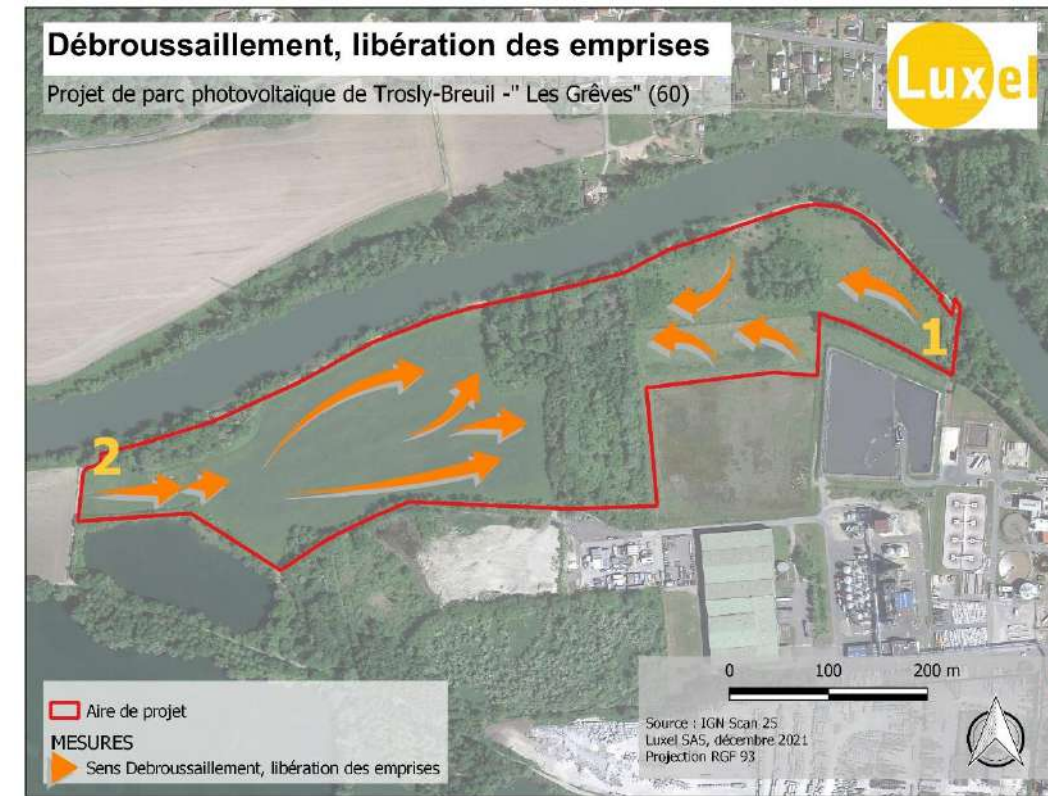 Débroussaillement, libération des emprises
Projet de parc photovoltaïque de Trosly-Breuil -" Les Grêves" (60)
Luxel
1
2
0 100 200 m
Aire de projet
MESURES
Sens Debroussaillement, libération des emprises
Source : IGN Scan 25
Luxel SAS, décembre 2021
Projection RGF 93